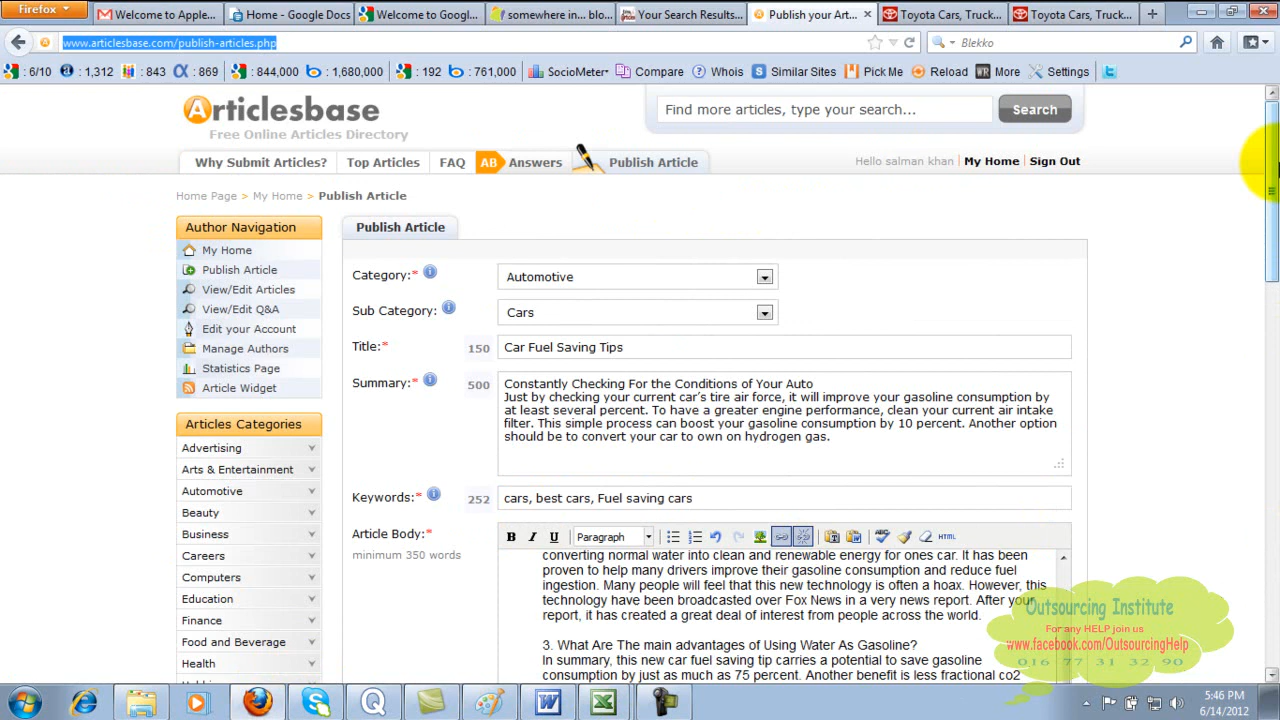 Firefox
Welcome to Apple...
Home - Google Docs
Welcome to Googl...
somewhere in... blo...
Your Search Results...
Publish your Art...
Toyota Cars, Truck...
Toyota Cars, Truck...
www.articlesbase.com/publish-articles.php
Blekko
: 6/10
: 1,312
: 843
: 869
: 844,000
: 1,680,000
: 192
: 761,000
: SocioMeter
Compare
Whois
Similar Sites
Pick Me
Reload
More
Settings
Articlesbase
Free Online Articles Directory
Find more articles, type your search...
Search
Why Submit Articles?
Top Articles
FAQ
AB Answers
Publish Article
Hello salman khan
My Home
Sign Out
Home Page > My Home > Publish Article
Author Navigation
My Home
Publish Article
View/Edit Articles
View/Edit Q&A
Edit your Account
Manage Authors
Statistics Page
Article Widget
Articles Categories
Advertising
Arts & Entertainment
Automotive
Beauty
Business
Careers
Computers
Education
Finance
Food and Beverage
Health
Publish Article
Category:* Automotive
Sub Category: Cars
Title:* 150 Car Fuel Saving Tips
Summary:* 500
Constantly Checking For the Conditions of Your Auto
Just by checking your current car's tire air force, it will improve your gasoline consumption by
at least several percent. To have a greater engine performance, clean your current air intake
filter. This simple process can boost your gasoline consumption by 10 percent. Another option
should be to convert your car to own on hydrogen gas.
Keywords:* 252 cars, best cars, Fuel saving cars
Article Body:*
minimum 350 words
B I U Paragraph HTML
converting normal water into clean and renewable energy for ones car. It has been
proven to help many drivers improve their gasoline consumption and reduce fuel
ingestion. Many people will feel that this new technology is often a hoax. However, this
technology have been broadcasted over Fox News in a very news report. After your
report, it has created a great deal of interest from people across the world.
3. What Are The main advantages of Using Water As Gasoline?
In summary, this new car fuel saving tip carries a potential to save gasoline
consumption by just as much as 75 percent. Another benefit is less fractional co2
Outsourcing Institute
For any HELP join us
www.facebook.com/OutsourcingHelp
016 77 31 32 90
5:46 PM
6/14/2012